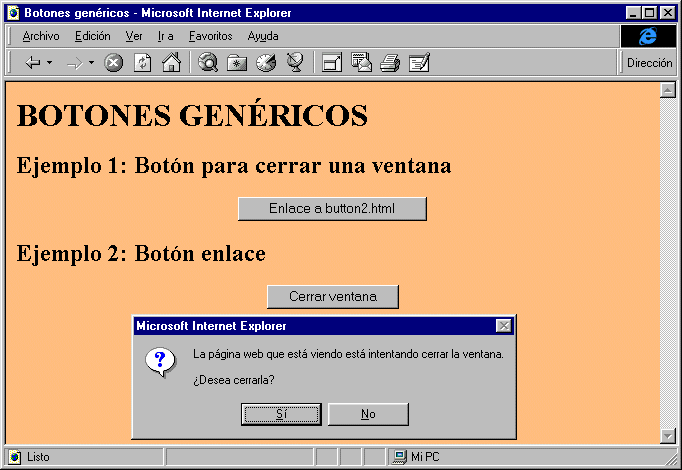 Botones genéricos - Microsoft Internet Explorer
Archivo Edición Ver Ir a Favoritos Ayuda
Dirección
BOTONES GENÉRICOS
Ejemplo 1: Botón para cerrar una ventana
Enlace a button2.html
Ejemplo 2: Botón enlace
Cerrar ventana
Microsoft Internet Explorer
La página web que está viendo está intentando cerrar la ventana.
¿Desea cerrarla?
Sí No
Listo Mi PC